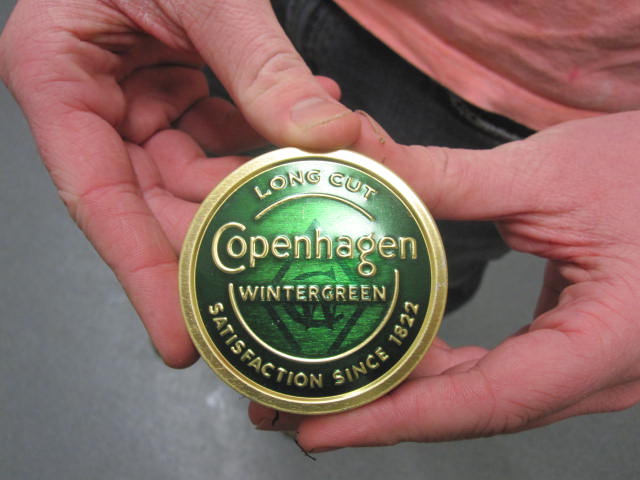 LONG CUT
Copenhagen
WINTERGREEN
SATISFACTION SINCE 1822